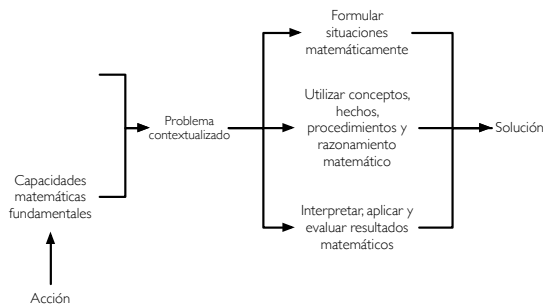 Formular
situaciones
matemáticamente
Problema
contextualizado
Utilizar conceptos,
hechos,
procedimientos y
razonamiento
matemático
Solución
Capacidades
matemáticas
fundamentales
Interpretar, aplicar y
evaluar resultados
matemáticos
Acción